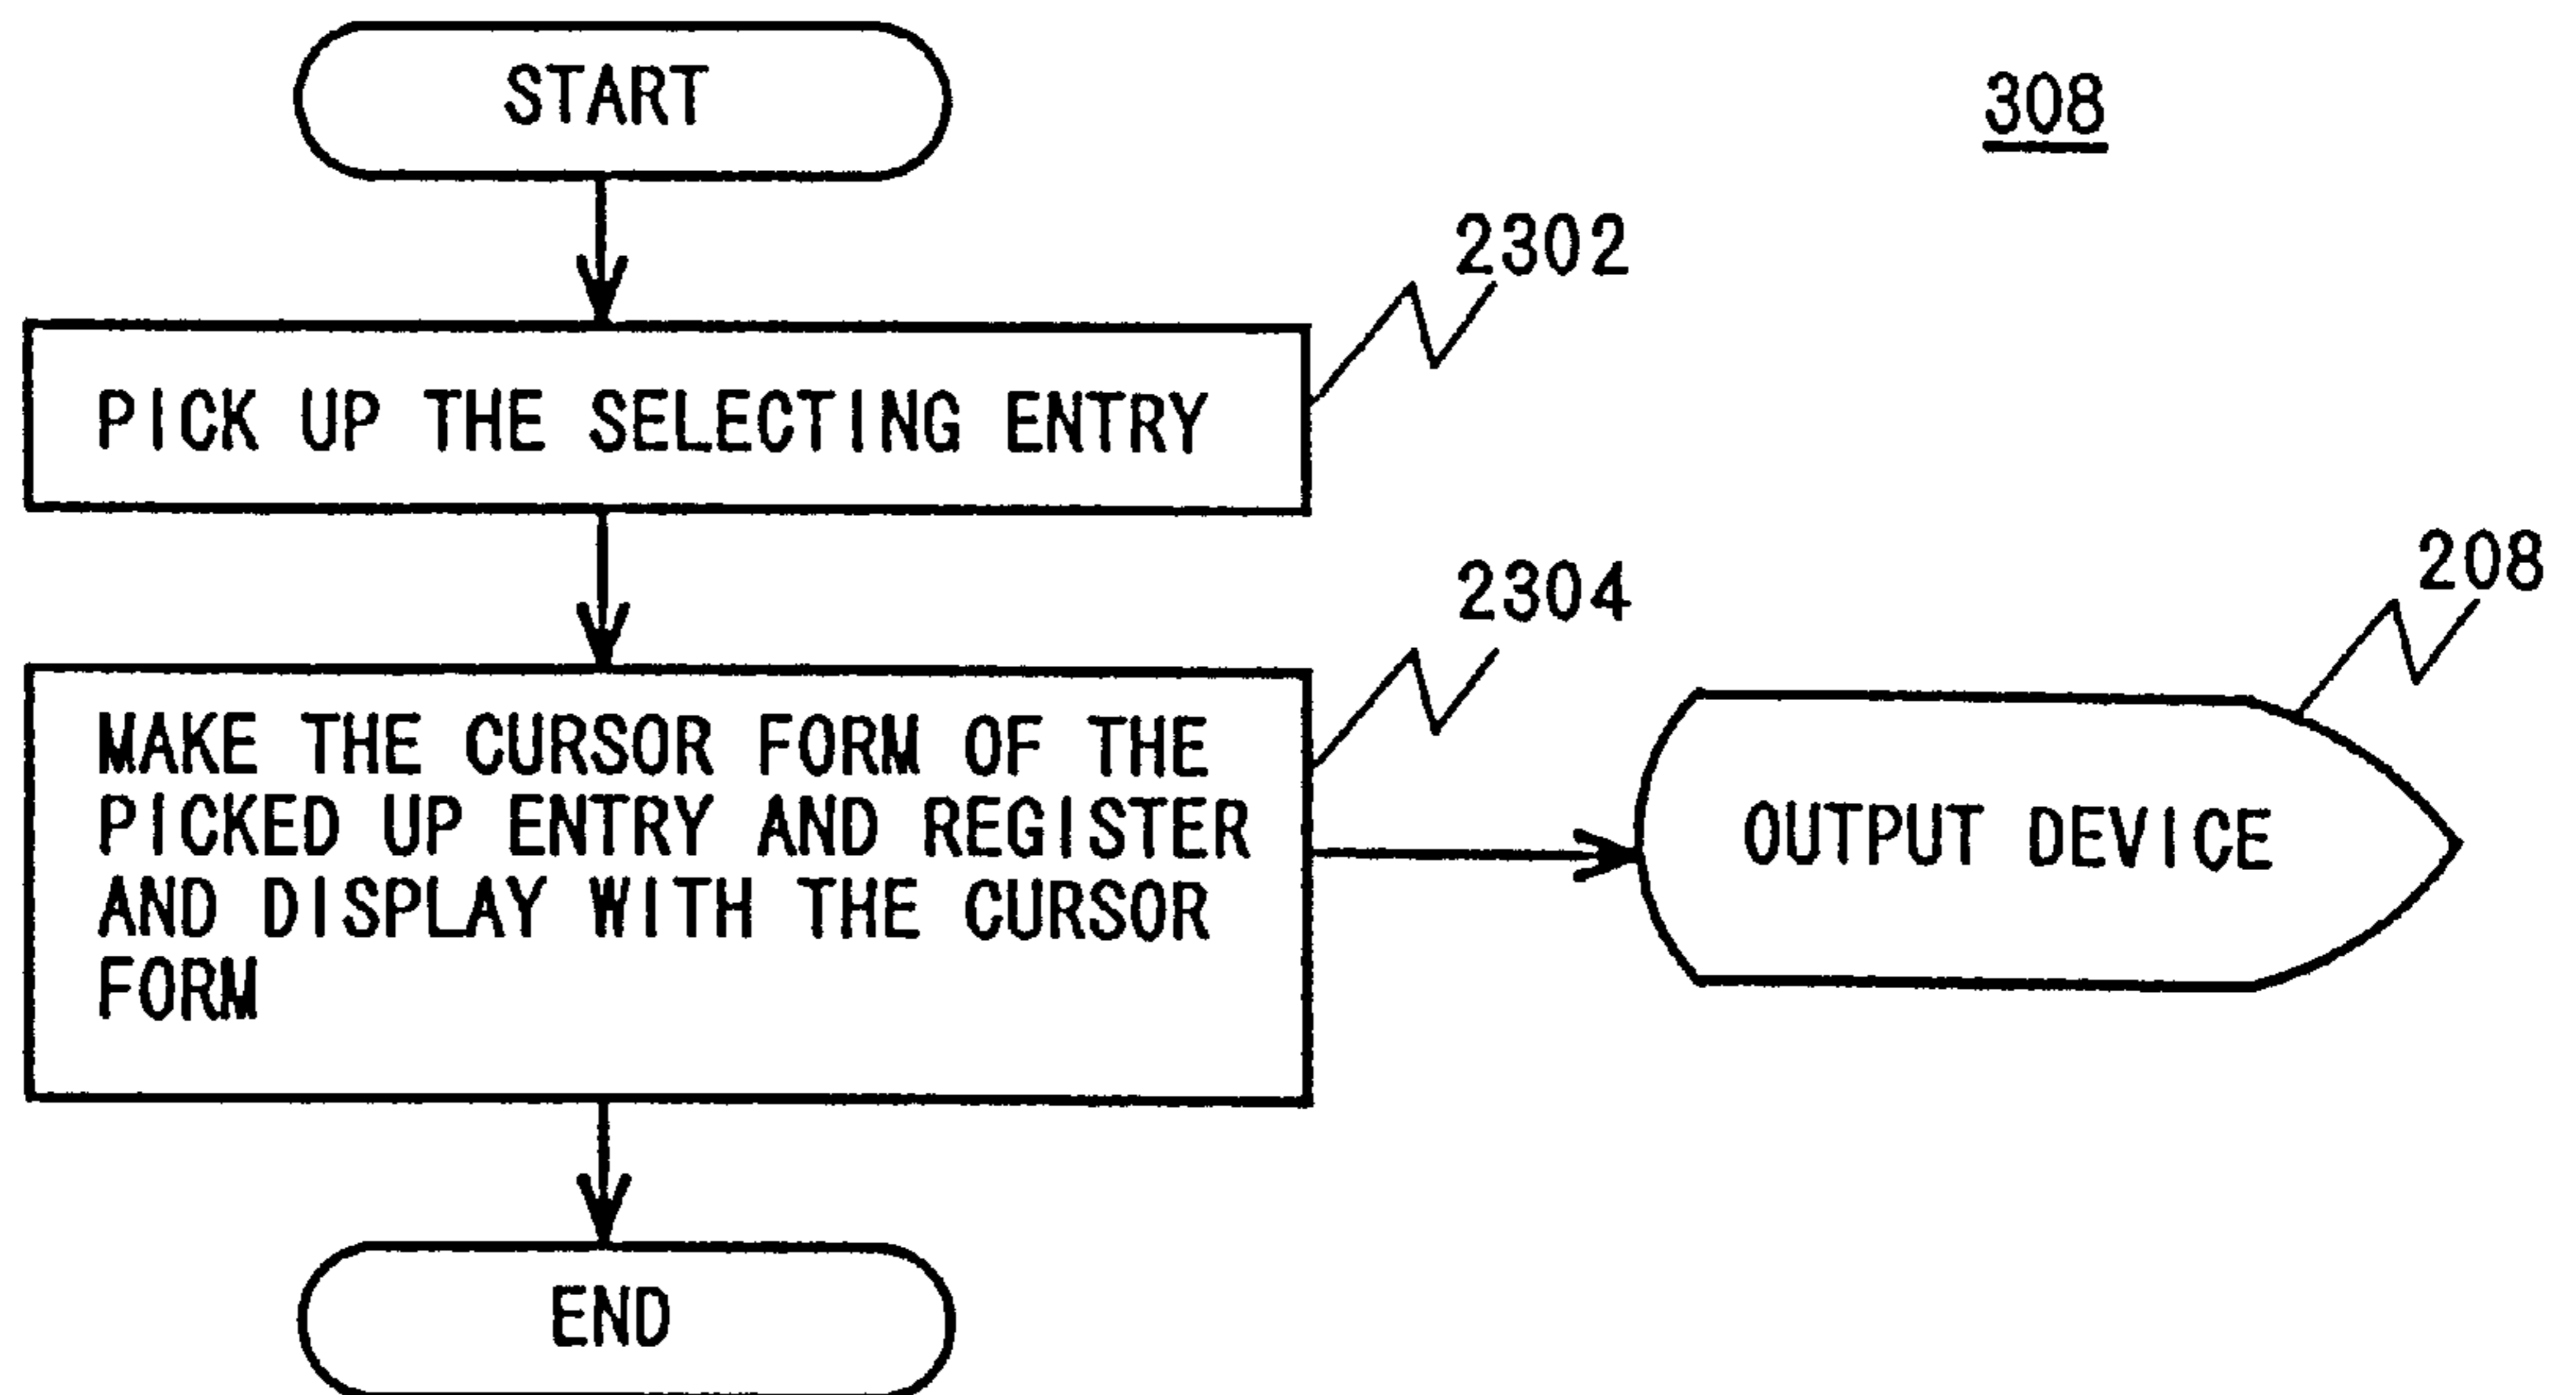 START
308
2302
PICK UP THE SELECTING ENTRY
2304
208
MAKE THE CURSOR FORM OF THE
PICKED UP ENTRY AND REGISTER
AND DISPLAY WITH THE CURSOR
FORM
OUTPUT DEVICE
END